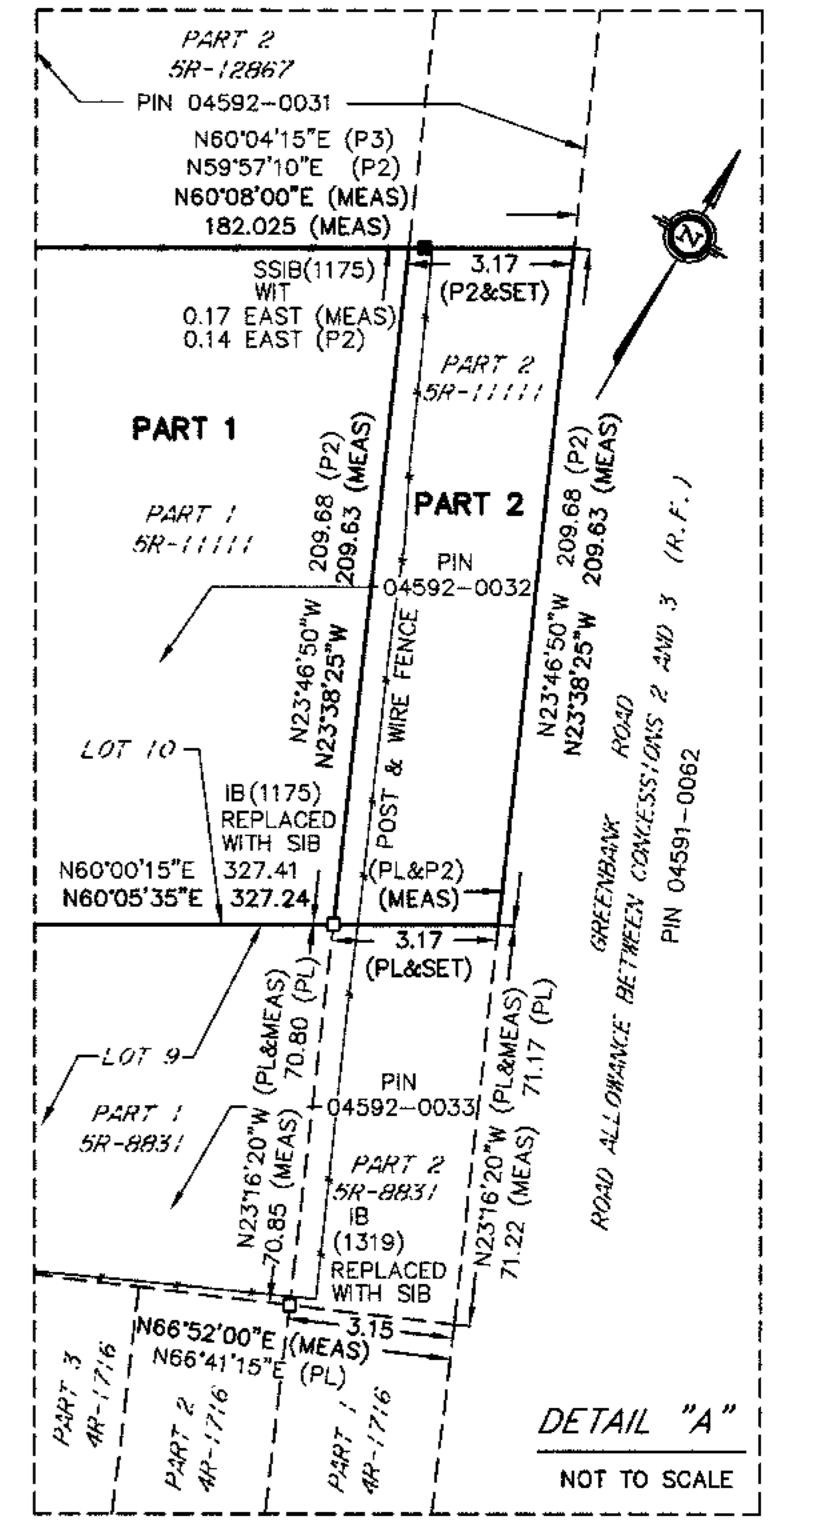 PART 2
5R-12867
PIN 04592-0031
N60°04'15"E (P3)
N59°57'10"E (P2)
N60°08'00"E (MEAS)
182.025 (MEAS)
N
SSIB(1175)
WIT
0.17 EAST (MEAS)
0.14 EAST (P2)
3.17
(P2&SET)
PART 2
5R-11111
PART 1
PART 1
5R-11111
209.68 (P2)
209.63 (MEAS)
N23°46'50"W
N23°38'25"W
PART 2
PIN
04592-0032
POST & WIRE FENCE
209.68 (P2)
209.63 (MEAS)
N23°46'50"W
N23°38'25"W
GREENBANK ROAD
ROAD ALLOWANCE BETWEEN CONCESSIONS 2 AND 3 (R.F.)
PIN 04591-0062
LOT 10
IB(1175)
REPLACED
WITH SIB
N60°00'15"E 327.41 (PL&P2)
N60°05'35"E 327.24 (MEAS)
3.17
(PL&SET)
LOT 9
PART 1
5R-8831
N23°16'20"W (PL&MEAS)
70.85 (MEAS) 70.80 (PL)
PIN
04592-0033
PART 2
5R-8831
IB
(1319)
REPLACED
WITH SIB
N23°16'20"W (PL&MEAS)
71.22 (MEAS) 71.17 (PL)
3.15
N66°52'00"E (MEAS)
N66°41'15"E (PL)
PART 3
4R-1716
PART 2
4R-1716
PART 1
4R-1716
DETAIL "A"
NOT TO SCALE